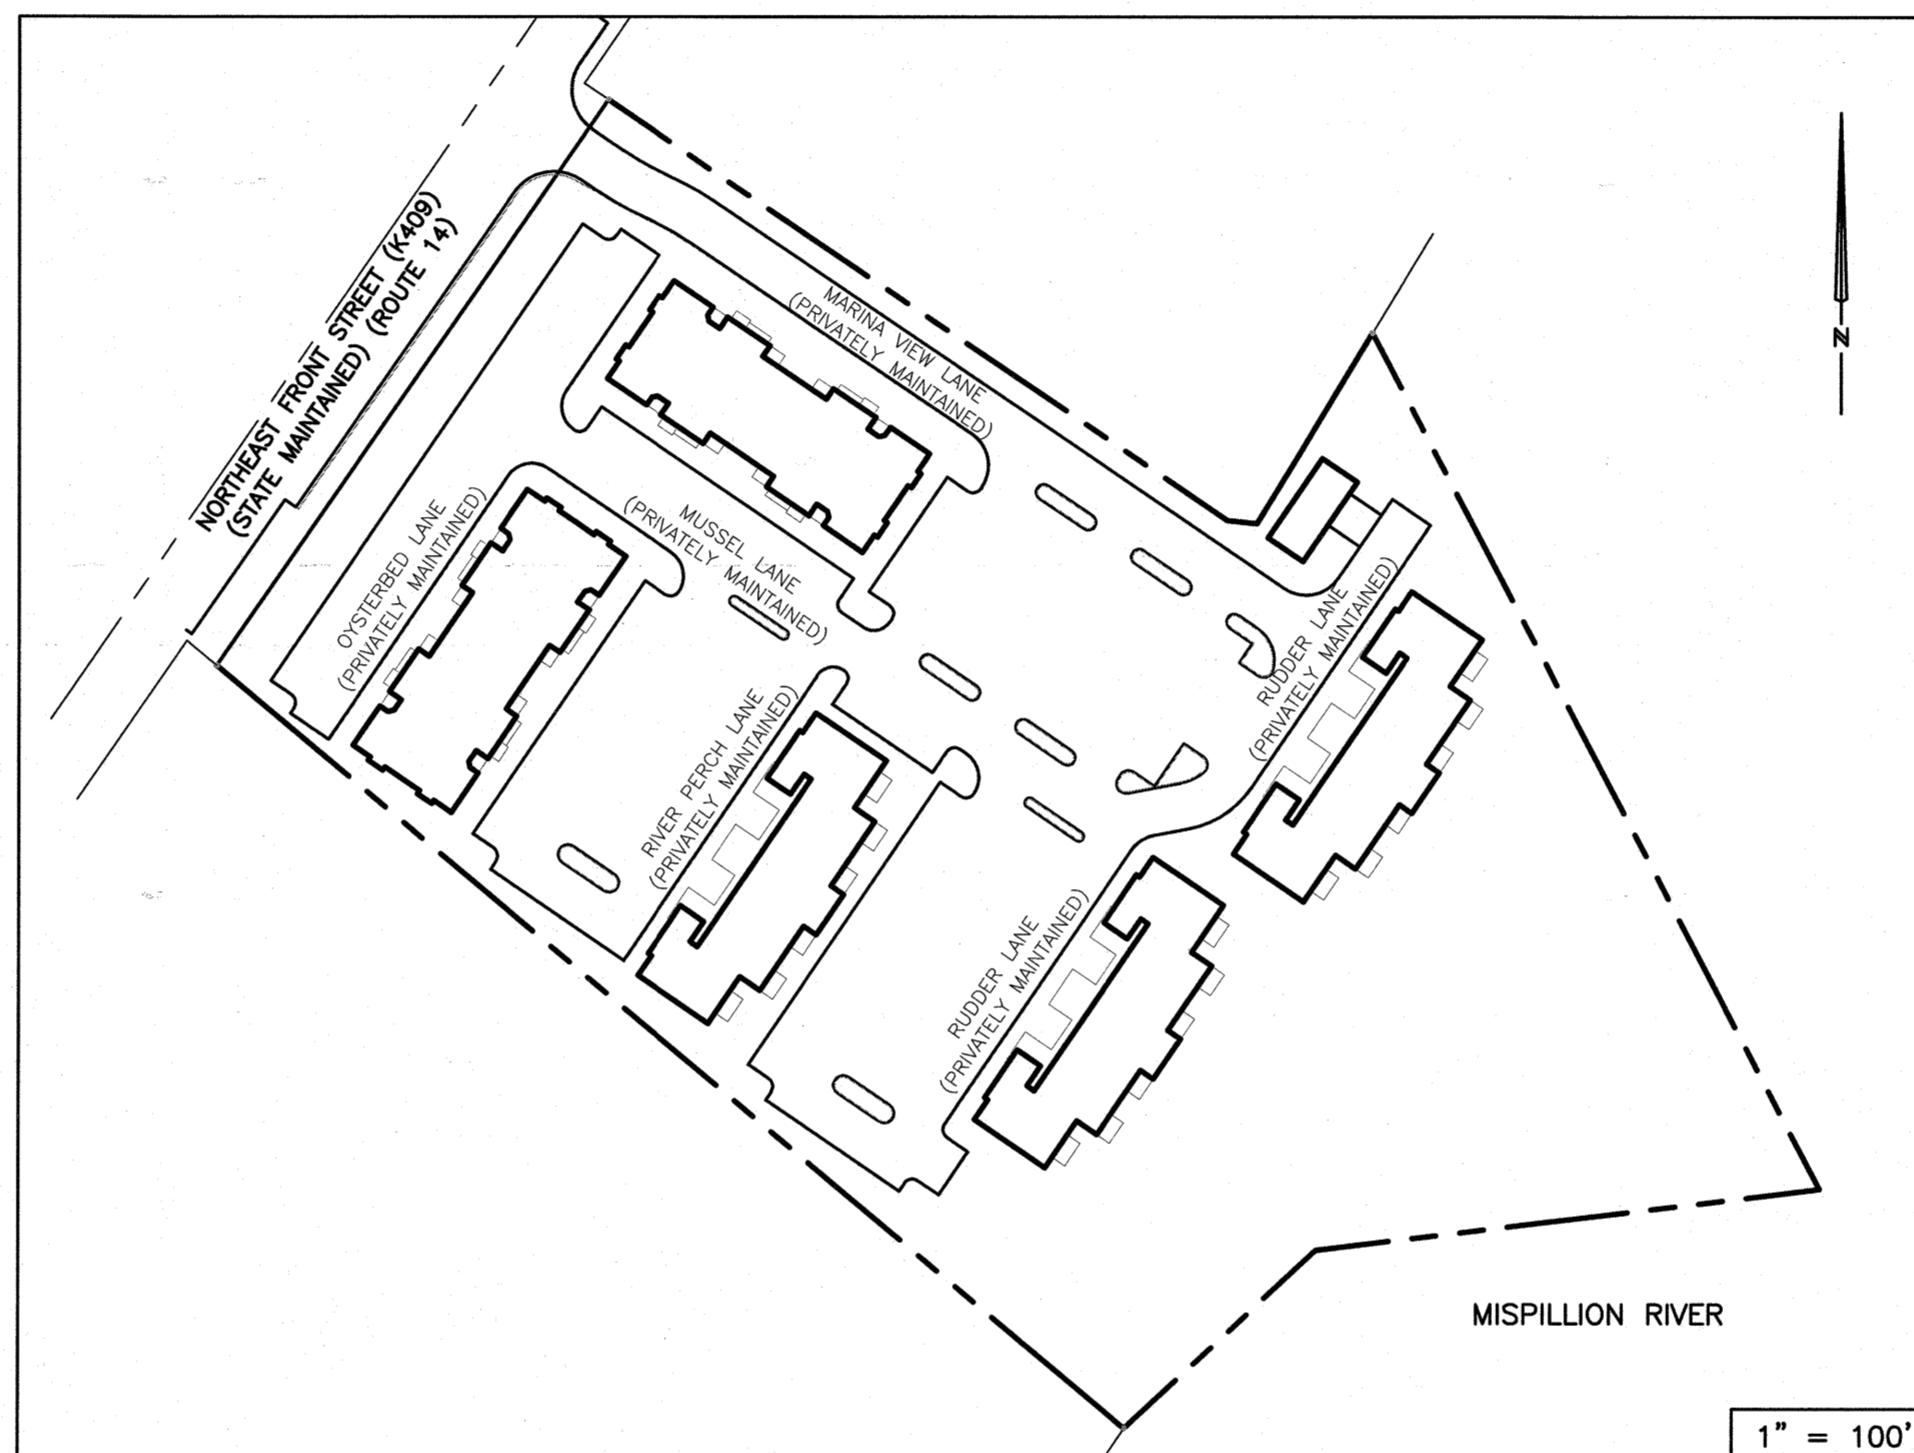 NORTHEAST FRONT STREET (K409)
(STATE MAINTAINED) (ROUTE 14)
MARINA VIEW LANE
(PRIVATELY MAINTAINED)
N
OYSTERBED LANE
(PRIVATELY MAINTAINED)
MUSSEL LANE
(PRIVATELY MAINTAINED)
RUDDER LANE
(PRIVATELY MAINTAINED)
RIVER PERCH LANE
(PRIVATELY MAINTAINED)
RUDDER LANE
(PRIVATELY MAINTAINED)
MISPILLION RIVER
1" = 100'